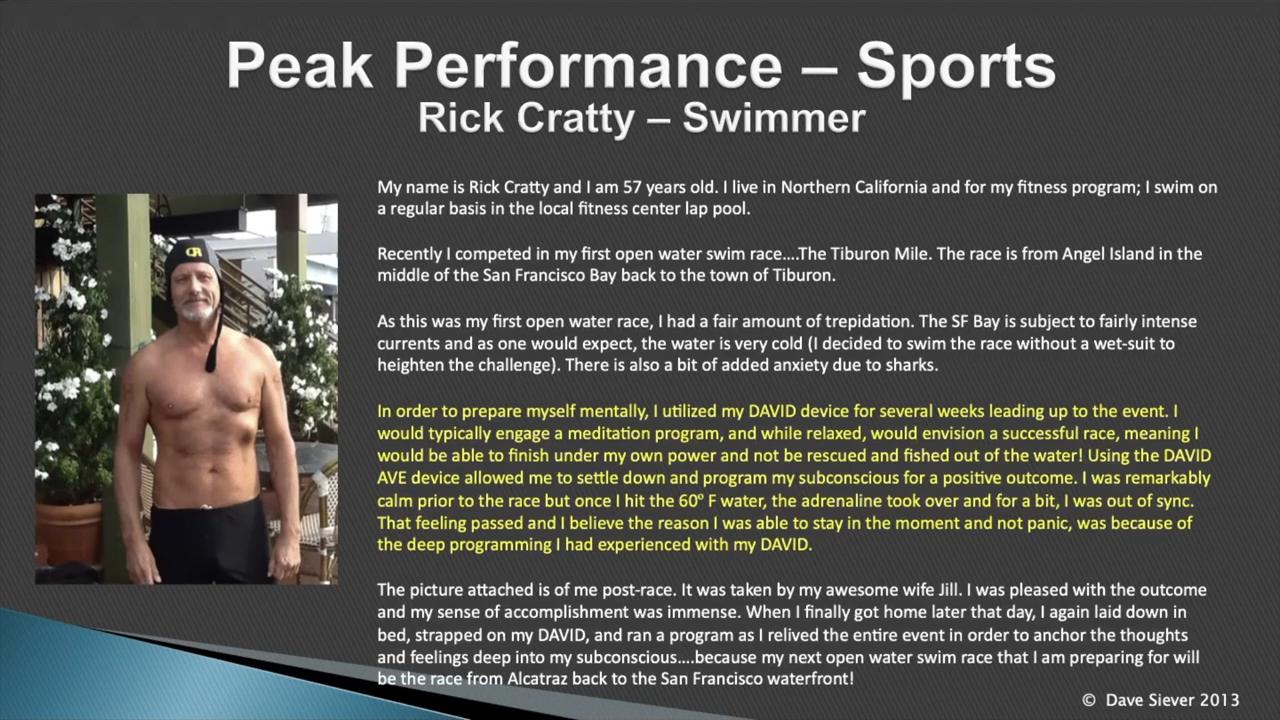 Peak Performance – Sports
Rick Cratty – Swimmer
My name is Rick Cratty and I am 57 years old. I live in Northern California and for my fitness program; I swim on
a regular basis in the local fitness center lap pool.
Recently I competed in my first open water swim race....The Tiburon Mile. The race is from Angel Island in the
middle of the San Francisco Bay back to the town of Tiburon.
As this was my first open water race, I had a fair amount of trepidation. The SF Bay is subject to fairly intense
currents and as one would expect, the water is very cold (I decided to swim the race without a wet-suit to
heighten the challenge). There is also a bit of added anxiety due to sharks.
In order to prepare myself mentally, I utilized my DAVID device for several weeks leading up to the event. I
would typically engage a meditation program, and while relaxed, would envision a successful race, meaning I
would be able to finish under my own power and not be rescued and fished out of the water! Using the DAVID
AVE device allowed me to settle down and program my subconscious for a positive outcome. I was remarkably
calm prior to the race but once I hit the 60º F water, the adrenaline took over and for a bit, I was out of sync.
That feeling passed and I believe the reason I was able to stay in the moment and not panic, was because of
the deep programming I had experienced with my DAVID.
The picture attached is of me post-race. It was taken by my awesome wife Jill. I was pleased with the outcome
and my sense of accomplishment was immense. When I finally got home later that day, I again laid down in
bed, strapped on my DAVID, and ran a program as I relived the entire event in order to anchor the thoughts
and feelings deep into my subconscious....because my next open water swim race that I am preparing for will
be the race from Alcatraz back to the San Francisco waterfront!
© Dave Siever 2013